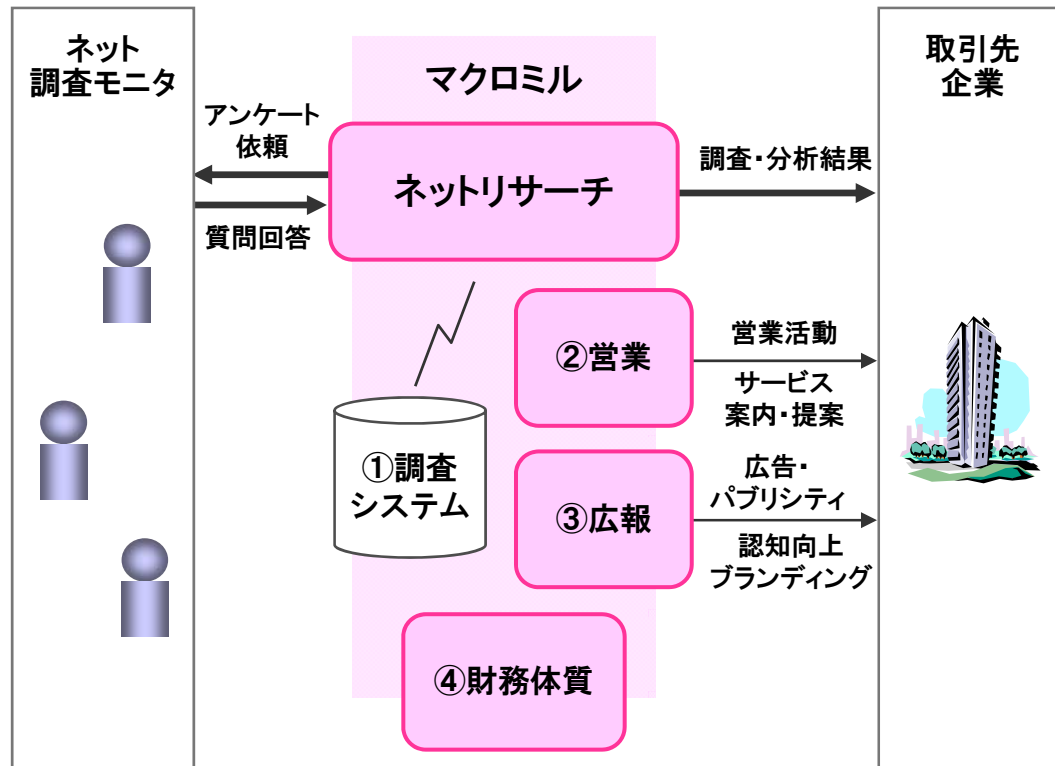 ネット
調査モニタ
マクロミル
取引先
企業
アンケート
依頼
質問回答
ネットリサーチ
調査・分析結果
②営業
営業活動
サービス
案内・提案
①調査
システム
③広報
広告・
パブリシティ
認知向上
ブランディング
④財務体質